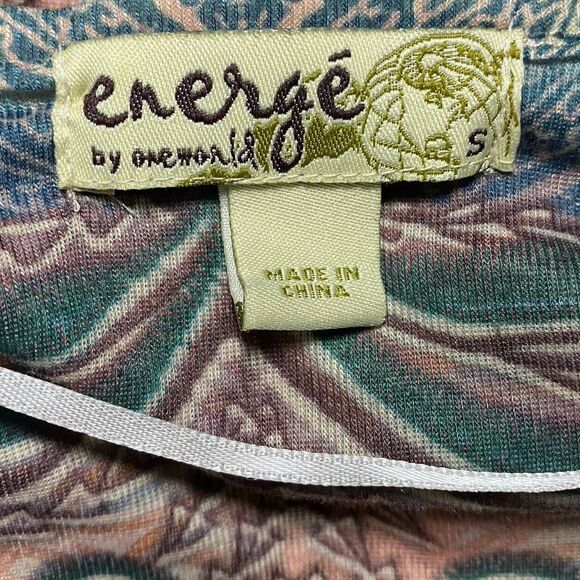 energé
by oneworld
S
MADE IN
CHINA